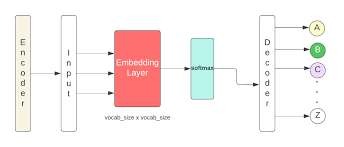 Encoder
Input
Embedding
Layer
vocab_size x vocab_size
softmax
Decoder
A
B
C
Z